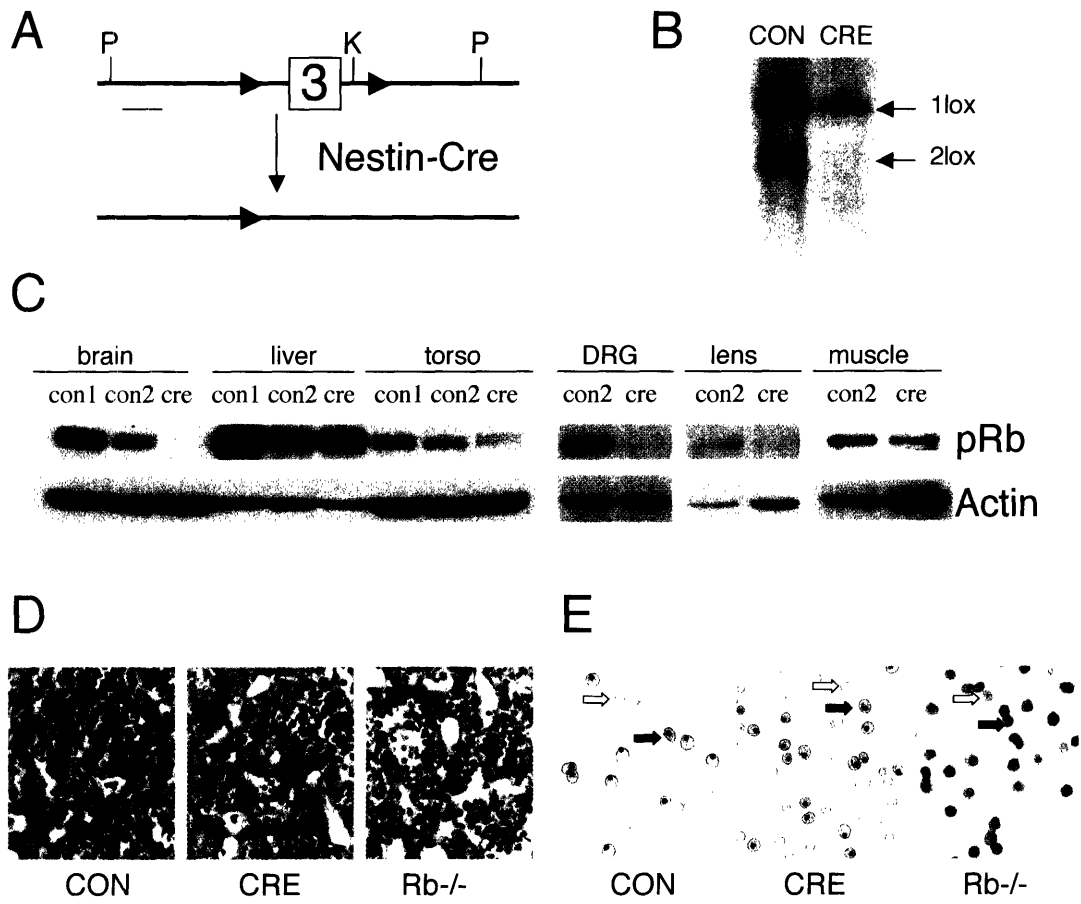 A
P K P
3
Nestin-Cre
B
CON CRE
1lox
2lox
C
brain liver torso DRG lens muscle
con1 con2 cre con1 con2 cre con1 con2 cre con2 cre con2 cre con2 cre
pRb
Actin
D
CON CRE Rb-/-
E
CON CRE Rb-/-